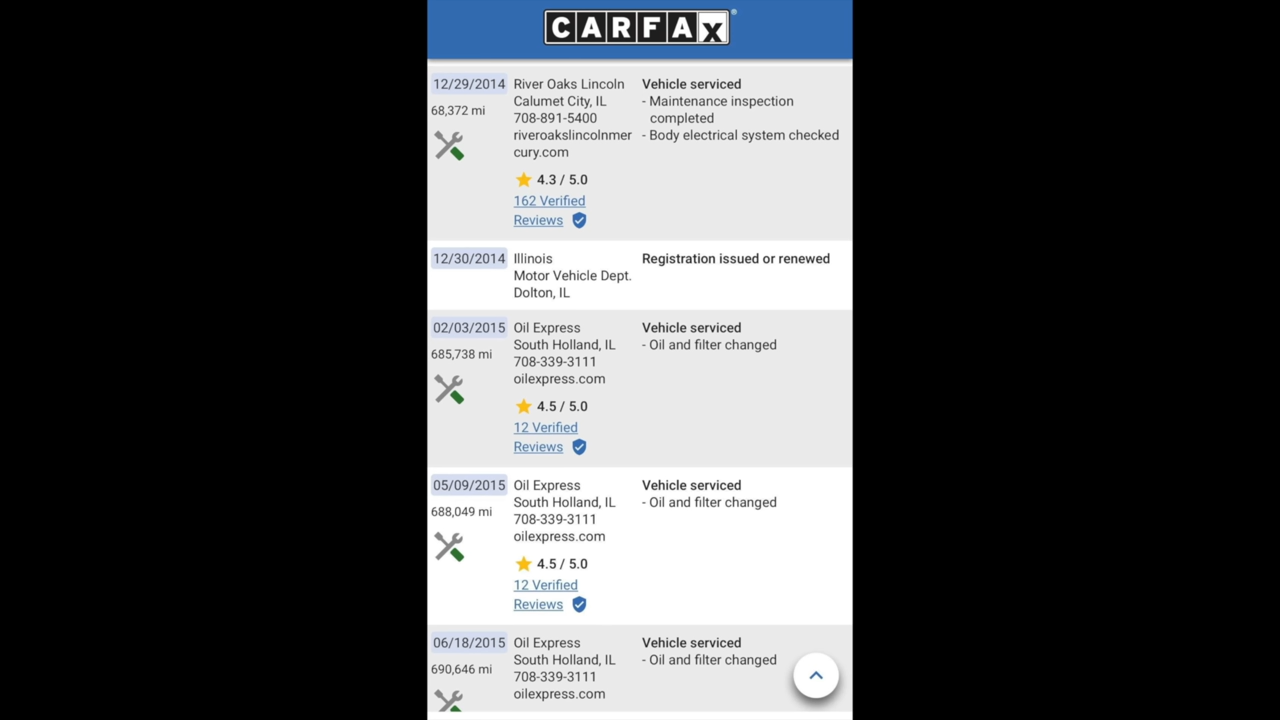 CARFAX
12/29/2014 River Oaks Lincoln Vehicle serviced
Calumet City, IL - Maintenance inspection
68,372 mi 708-891-5400 completed
riveroakslincolnmer - Body electrical system checked
cury.com
4.3 / 5.0
162 Verified
Reviews
12/30/2014 Illinois Registration issued or renewed
Motor Vehicle Dept.
Dolton, IL
02/03/2015 Oil Express Vehicle serviced
South Holland, IL - Oil and filter changed
685,738 mi 708-339-3111
oilexpress.com
4.5 / 5.0
12 Verified
Reviews
05/09/2015 Oil Express Vehicle serviced
South Holland, IL - Oil and filter changed
688,049 mi 708-339-3111
oilexpress.com
4.5 / 5.0
12 Verified
Reviews
06/18/2015 Oil Express Vehicle serviced
South Holland, IL - Oil and filter changed
690,646 mi 708-339-3111
oilexpress.com